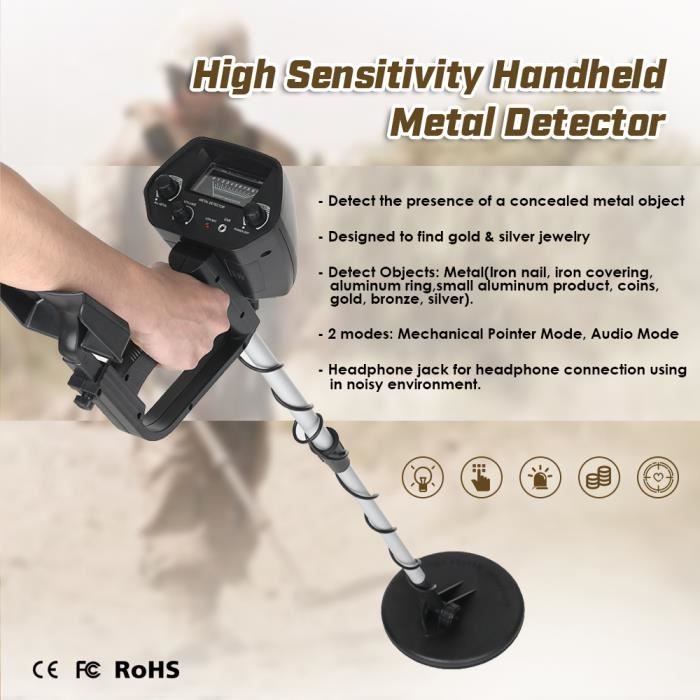 High Sensitivity Handheld
Metal Detector
- Detect the presence of a concealed metal object
- Designed to find gold & silver jewelry
- Detect Objects: Metal(Iron nail, iron covering,
aluminum ring,small aluminum product, coins,
gold, bronze, silver).
- 2 modes: Mechanical Pointer Mode, Audio Mode
- Headphone jack for headphone connection using
in noisy environment.
METAL DETECTOR
CE FC RoHS